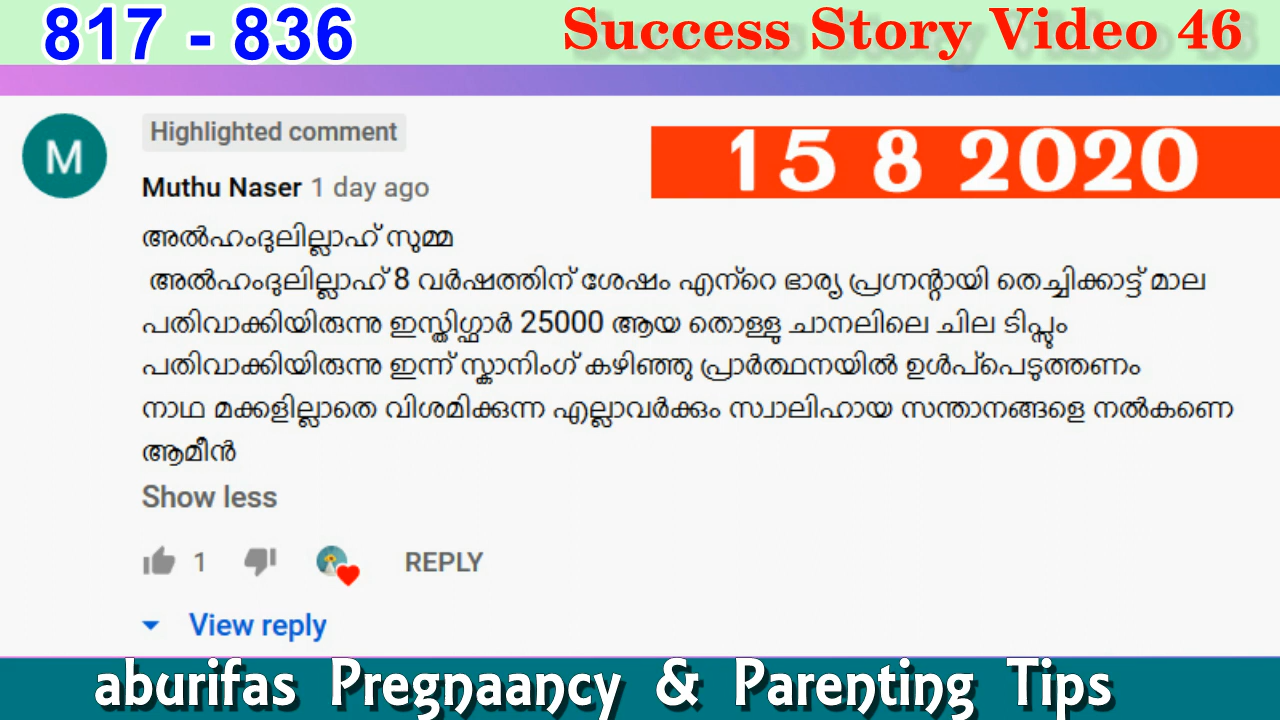 817 - 836
Success Story Video 46
Highlighted comment
15 8 2020
M
Muthu Naser 1 day ago
അൽഹംദുലില്ലാഹ് സുമ്മ
അൽഹംദുലില്ലാഹ് 8 വർഷത്തിന് ശേഷം എൻറെ ഭാര്യ പ്രഗ്നന്റായി തെച്ചിക്കാട്ട് മാല
പതിവാക്കിയിരുന്നു ഇസ്തിഗ്ഫാർ 25000 ആയ തൊള്ളു ചാനലിലെ ചില ടിപ്സും
പതിവാക്കിയിരുന്നു ഇന്ന് സ്കാനിംഗ് കഴിഞ്ഞു പ്രാർത്ഥനയിൽ ഉൾപ്പെടുത്തണം
നാഥ മക്കളില്ലാതെ വിശമിക്കുന്ന എല്ലാവർക്കും സ്വാലിഹായ സന്താനങ്ങളെ നൽകണെ
ആമീൻ
Show less
1
REPLY
View reply
aburifas Pregnaancy & Parenting Tips